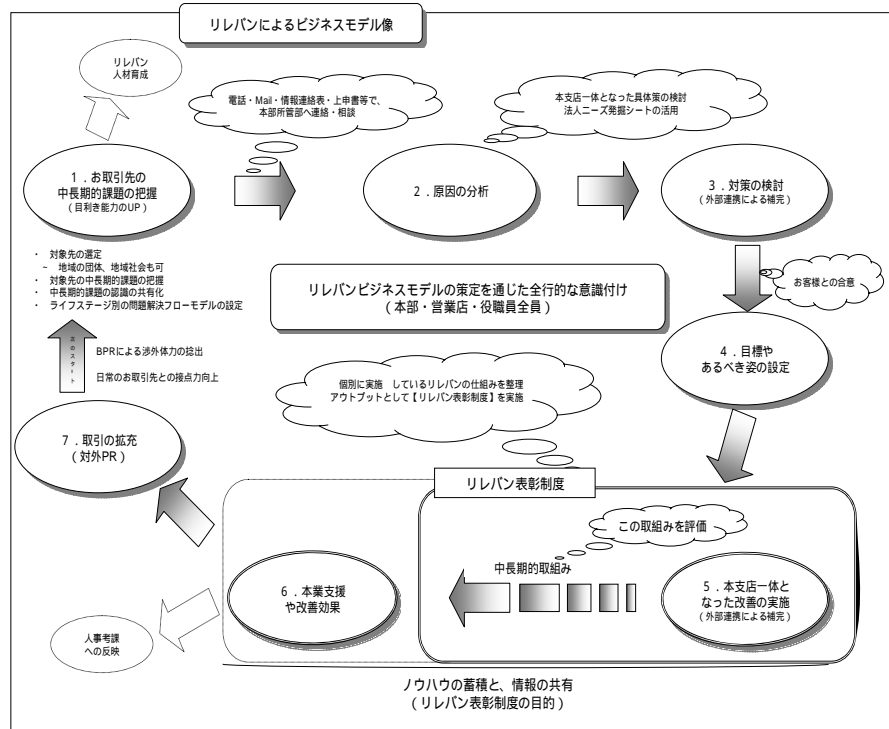 リレバンによるビジネスモデル像
リレバン
人材育成
電話・Mail・情報連絡表・上申書等で、
本部所管部へ連絡・相談
本支店一体となった具体策の検討
法人ニーズ発掘シートの活用
1．お取引先の
中長期的課題の把握
(目利き能力のUP)
2．原因の分析
3．対策の検討
(外部連携による補完)
・ 対象先の選定
~ 地域の団体、地域社会も可
・ 対象先の中長期的課題の把握
・ 中長期的課題の認識の共有化
・ ライフステージ別の問題解決フローモデルの設定
お客様との合意
リレバンビジネスモデルの策定を通じた全行的な意識付け
(本部・営業店・役職員全員)
4．目標や
あるべき姿の設定
次のスタート
BPRによる渉外体力の捻出
日常のお取引先との接点力向上
個別に実施 しているリレバンの仕組みを整理
アウトプットとして【リレバン表彰制度】を実施
7．取引の拡充
(対外PR)
リレバン表彰制度
この取組みを評価
中長期的取組み
6．本業支援
や改善効果
5．本支店一体と
なった改善の実施
(外部連携による補完)
人事考課
への反映
ノウハウの蓄積と、情報の共有
(リレバン表彰制度の目的)